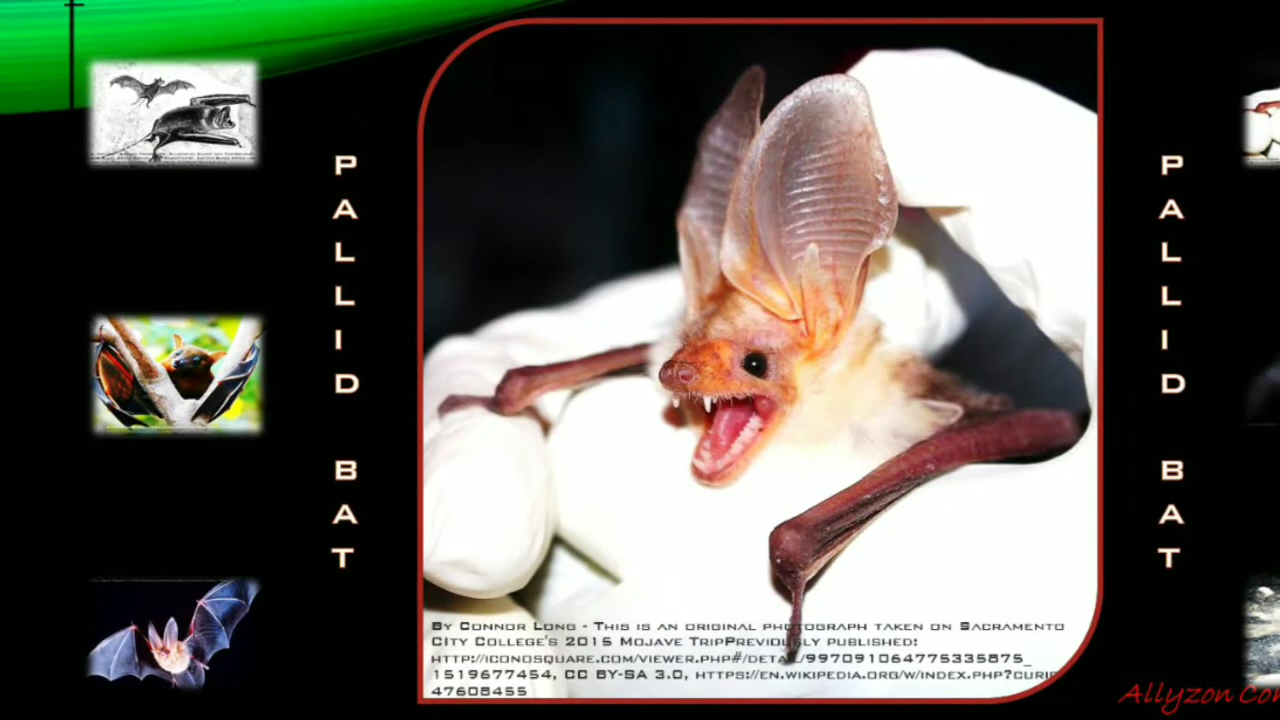 PALLID BAT
PALLID BAT
By Connor Long - This is an original photograph taken on Sacramento
City College's 2015 Mojave TripPreviously published:
http://iconosquare.com/viewer.php#/detail/997091064775335875_
1519677454, CC BY-SA 3.0, https://en.wikipedia.org/w/index.php?curi
47608455
Allyzon